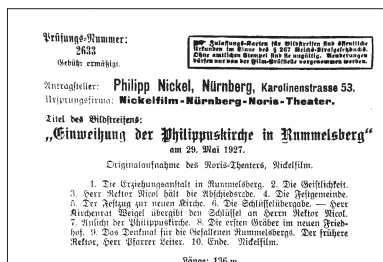 Prüfungs-Nummer:
2633
Gebühr ermäßigt.
Zulassungs-Karten für Bildstreifen sind öffentliche
Urkunden im Sinne des § 267 Reichs-Strafgesetzbuchs.
Ohne amtlichen Stempel sind sie ungültig. Aenderungen
dürfen nur von der Film-Prüfstelle vorgenommen werden.
Antragsteller: Philipp Nickel, Nürnberg, Karolinenstrasse 53.
Ursprungsfirma: Nickelfilm-Nürnberg-Noris-Theater.
Titel des Bildstreifens:
„Einweihung der Philippuskirche in Rummelsberg"
am 29. Mai 1927.
Originalaufnahme des Noris-Theaters, Nickelfilm.
1. Die Erziehungsanstalt in Rummelsberg. 2. Die Geistlichkeit.
3. Herr Rektor Nicol hält die Abschiedsrede. 4. Die Festgemeinde.
5. Der Festzug zur neuen Kirche. 6. Die Schlüsselübergabe. — Herr
Kirchenrat Weigel übergibt den Schlüssel an Herrn Rektor Nicol.
7. Ansicht der Philippuskirche. 8. Die ersten Gräber im neuen Fried-
hof. 9. Das Denkmal für die Gefallenen Rummelsbergs. Der frühere
Rektor, Herr Pfarrer Leiter. 10. Ende. Nickelfilm.
Länge: 136 m